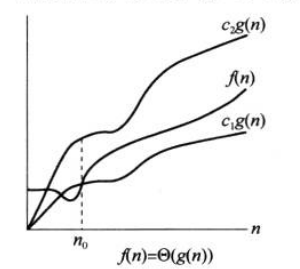 c₂g(n)
f(n)
c₁g(n)
n
n₀
f(n)=Θ(g(n))